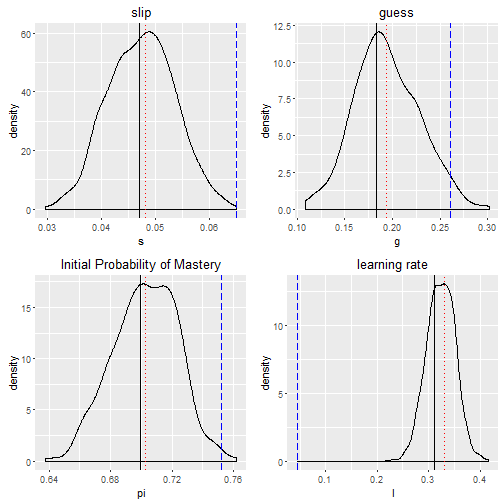 slip
60
40
20
0
density
0.03
0.04
0.05
0.06
s
guess
12.5
10.0
7.5
5.0
2.5
0.0
density
0.10
0.15
0.20
0.25
0.30
g
Initial Probability of Mastery
15
10
5
0
density
0.64
0.68
0.72
0.76
pi
learning rate
10
5
0
density
0.1
0.2
0.3
0.4
l